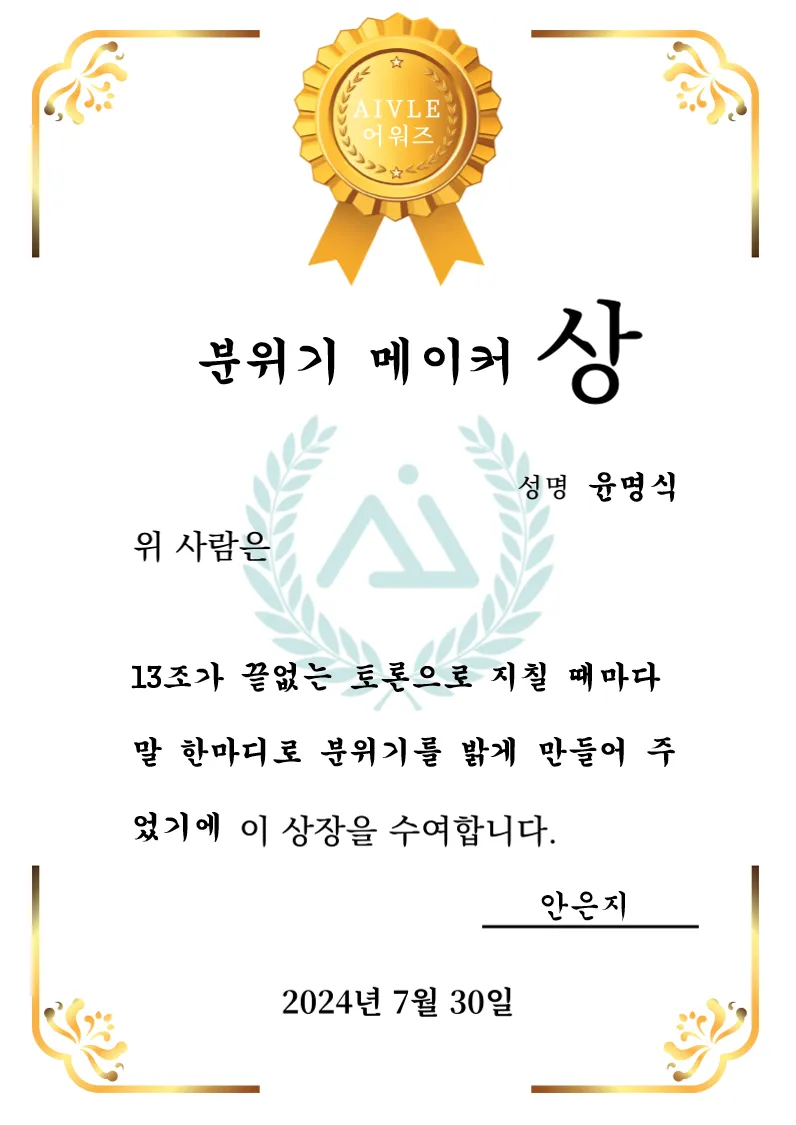 AIVLE
어워즈
분위기 메이커 상
성명 윤명식
위 사람은
13조가 끝없는 토론으로 지칠 때마다
말 한마디로 분위기를 밝게 만들어 주
었기에 이 상장을 수여합니다.
안은지
2024년 7월 30일